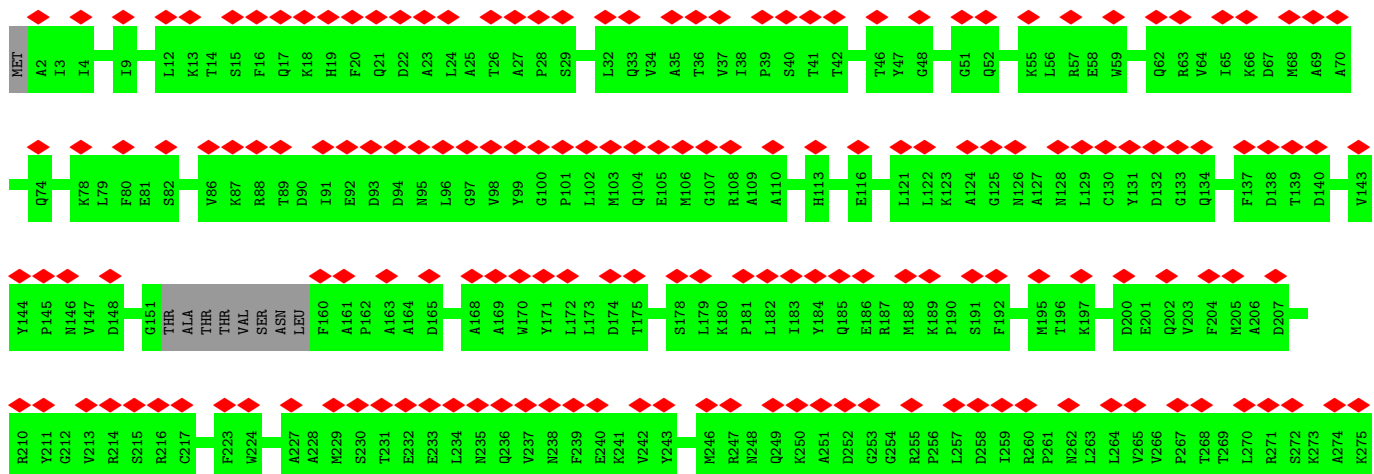 MET A2 I3 I4 I9 L12 K13 T14 S15 F16 Q17 K18 H19 F20 Q21 D22 A23 L24 A25 T26 A27 P28 S29 L32 Q33 V34 A35 T36 V37 I38 P39 S40 T41 T42 T46 Y47 G48 G51 Q52 K55 L56 R57 E58 W59 Q62 R63 V64 I65 K66 D67 M68 A69 A70
Q74 K78 L79 F80 E81 S82 V86 K87 R88 T89 D90 I91 E92 D93 D94 N95 L96 G97 V98 Y99 G100 P101 L102 M103 Q104 E105 M106 G107 R108 A109 A110 H113 E116 L121 L122 K123 A124 G125 N126 A127 N128 L129 C130 Y131 D132 G133 Q134 F137 D138 T139 D140 V143
Y144 P145 N146 V147 D148 G151 THR ALA THR THR VAL SER ASN LEU F160 A161 P162 A163 A164 D165 A168 A169 W170 Y171 L172 L173 D174 T175 S178 L179 K180 P181 L182 I183 Y184 Q185 E186 R187 M188 K189 P190 S191 F192 M195 T196 K197 D200 E201 Q202 V203 F204 M205 A206 D207
R210 Y211 G212 V213 R214 S215 R216 C217 F223 W224 A227 A228 M229 S230 T231 E232 E233 L234 N235 Q236 V237 N238 F239 E240 K241 V242 Y243 M246 R247 N248 Q249 K250 A251 D252 G253 G254 R255 P256 L257 D258 I259 R260 P261 N262 L263 L264 V265 V266 P267 T268 T269 L270 R271 S272 K273 A274 K275